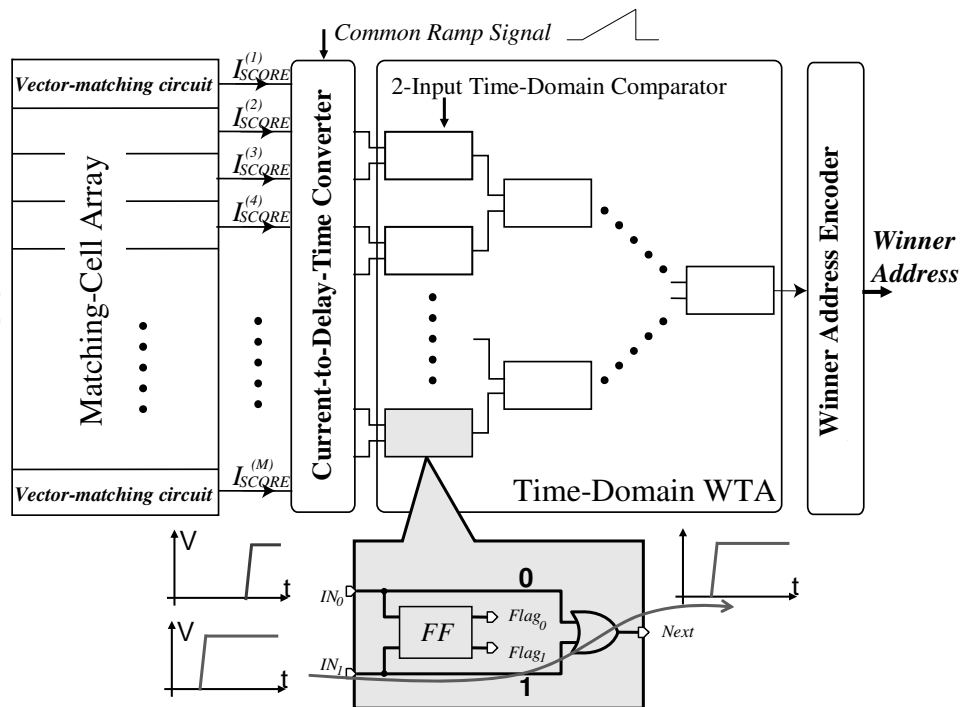 Common Ramp Signal
Vector-matching circuit
I_SCORE^(1)
I_SCORE^(2)
I_SCORE^(3)
I_SCORE^(4)
I_SCORE^(M)
Matching-Cell Array
Vector-matching circuit
Current-to-Delay-Time Converter
2-Input Time-Domain Comparator
Time-Domain WTA
Winner Address Encoder
Winner
Address
V
t
V
t
t
IN_0
IN_1
0
FF
Flag_0
Flag_1
1
Next